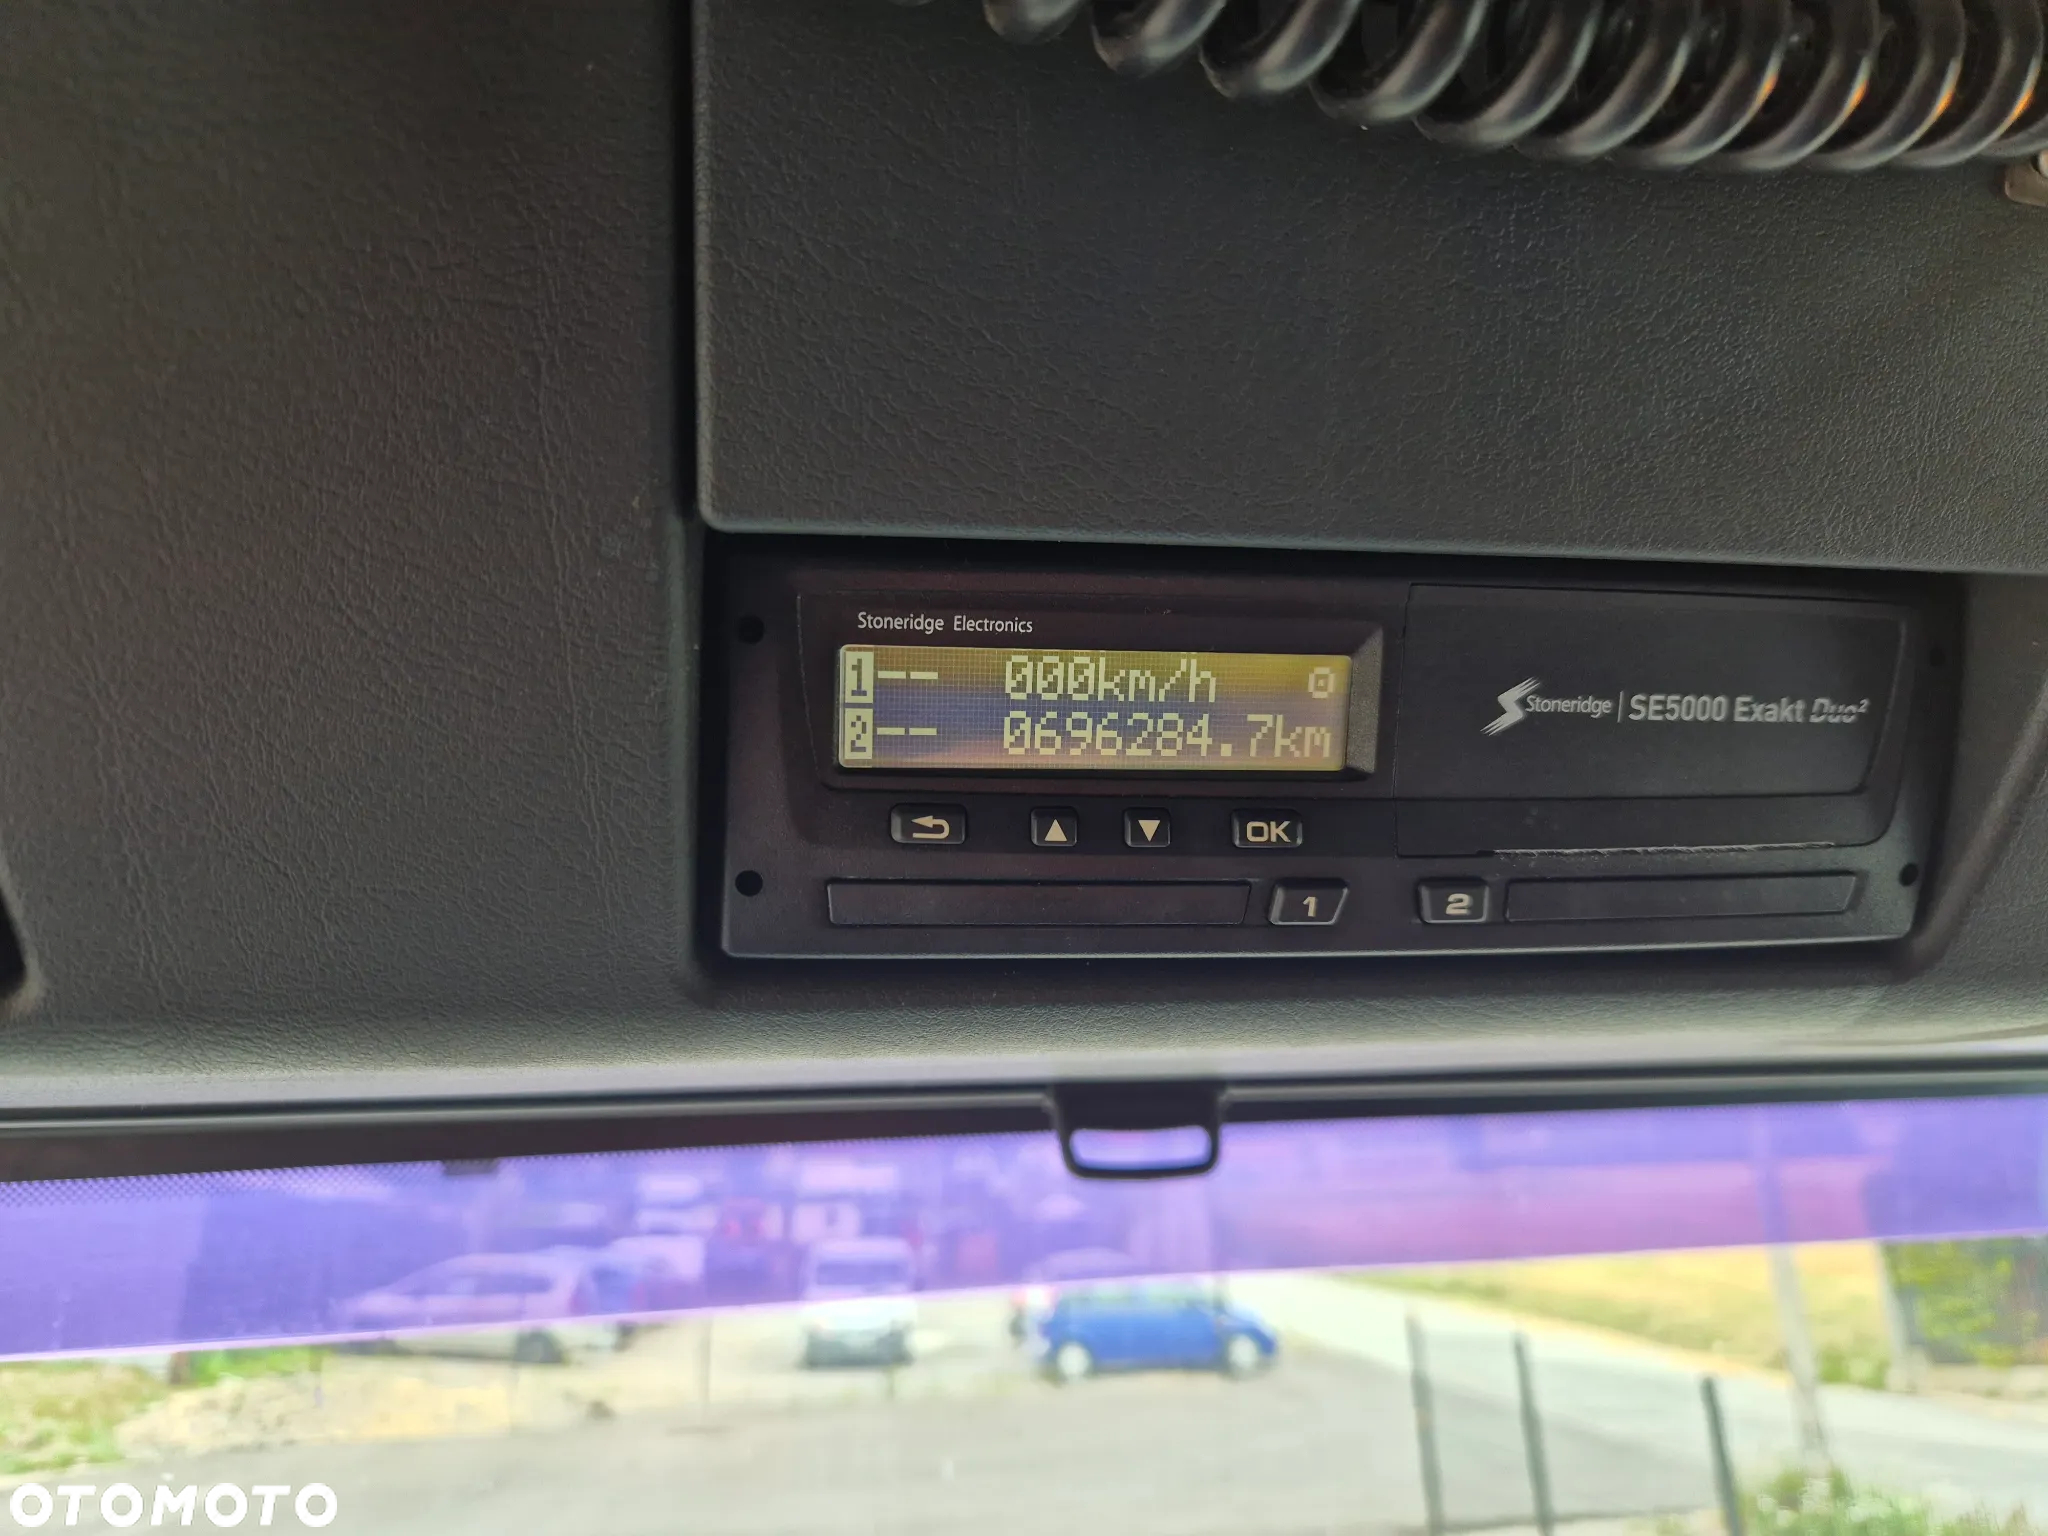 Stoneridge Electronics
1 -- 000km/h
2 -- 0696284.7km
Stoneridge | SE5000 Exakt Duo²
OK
1 2
OTOMOTO